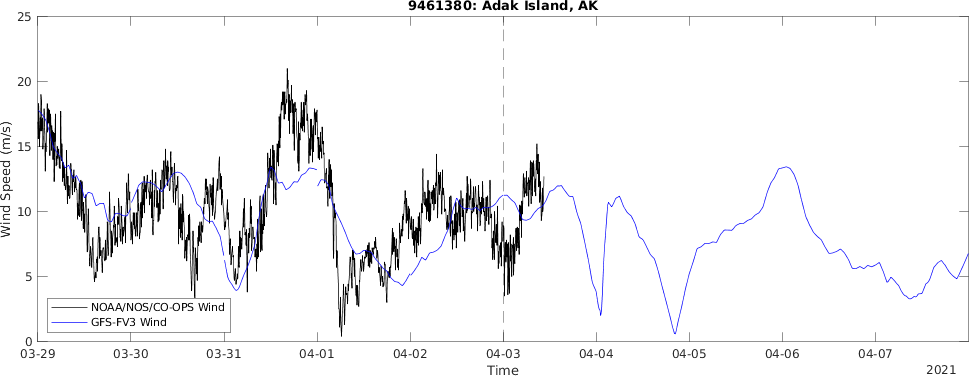 9461380: Adak Island, AK
Wind Speed (m/s)
25
20
15
10
5
0
NOAA/NOS/CO-OPS Wind
GFS-FV3 Wind
03-29 03-30 03-31 04-01 04-02 04-03 04-04 04-05 04-06 04-07
Time
2021